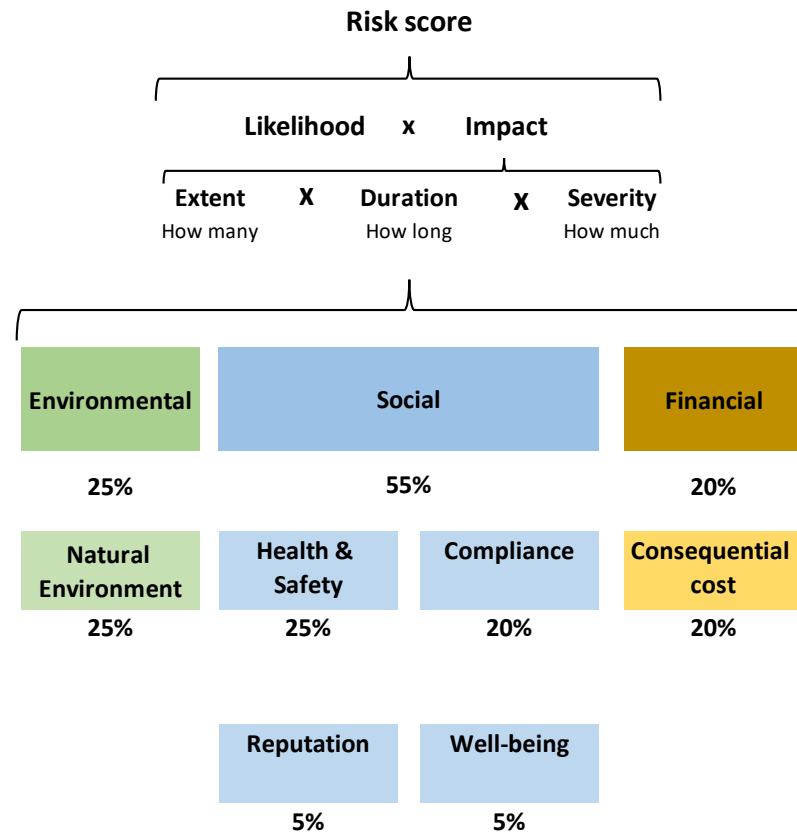 Risk score
Likelihood x Impact
Extent X Duration X Severity
How many How long How much
Environmental Social Financial
25% 55% 20%
Natural Environment
Health & Safety
Compliance
Consequential cost
25% 25% 20% 20%
Reputation Well-being
5% 5%